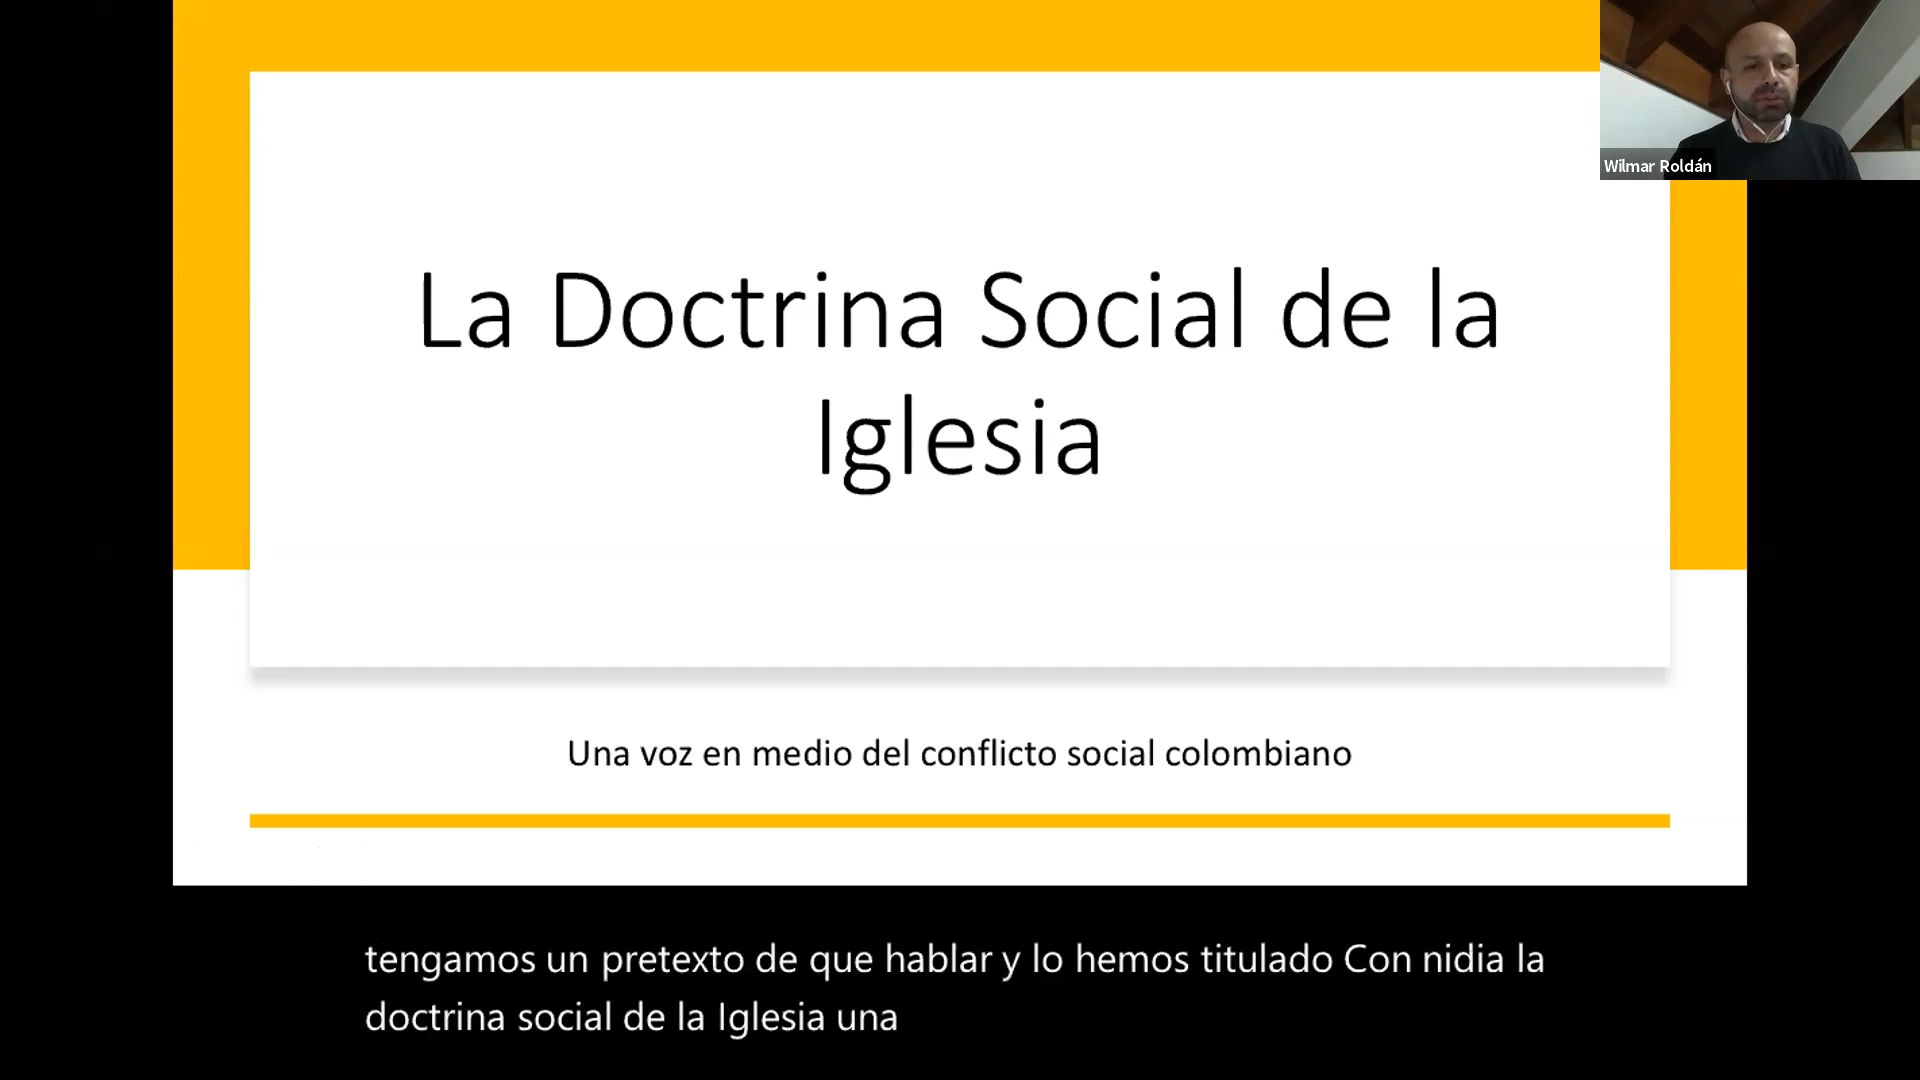 Wilmar Roldán
La Doctrina Social de la
Iglesia
Una voz en medio del conflicto social colombiano
tengamos un pretexto de que hablar y lo hemos titulado Con nidia la
doctrina social de la Iglesia una